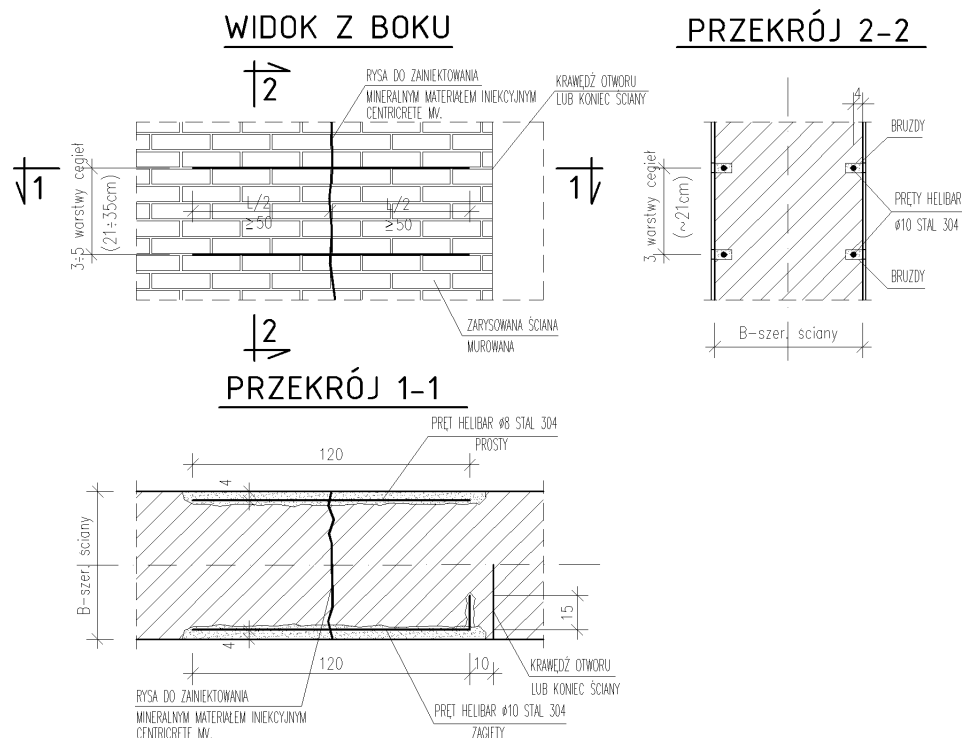 WIDOK Z BOKU
2
RYSA DO ZAINIEKTOWANIA
MINERALNYM MATERIAŁEM INIEKCYJNYM
CENTRICRETE MV.
KRAWĘDŹ OTWORU
LUB KONIEC ŚCIANY
1
1
3÷5 warstwy cegieł
(21÷35cm)
L/2
≥50
L/2
≥50
2
ZARYSOWANA ŚCIANA
MUROWANA
PRZEKRÓJ 2-2
4
BRUZDY
3 warstwy cegieł
(~21cm)
PRĘTY HELIBAR
ø10 STAL 304
BRUZDY
B-szer. ściany
PRZEKRÓJ 1-1
PRĘT HELIBAR ø8 STAL 304
PROSTY
120
4
B-szer. ściany
15
4
120
10
KRAWĘDŹ OTWORU
LUB KONIEC ŚCIANY
RYSA DO ZAINIEKTOWANIA
MINERALNYM MATERIAŁEM INIEKCYJNYM
CENTRICRETE MV.
PRĘT HELIBAR ø10 STAL 304
ZAGIĘTY